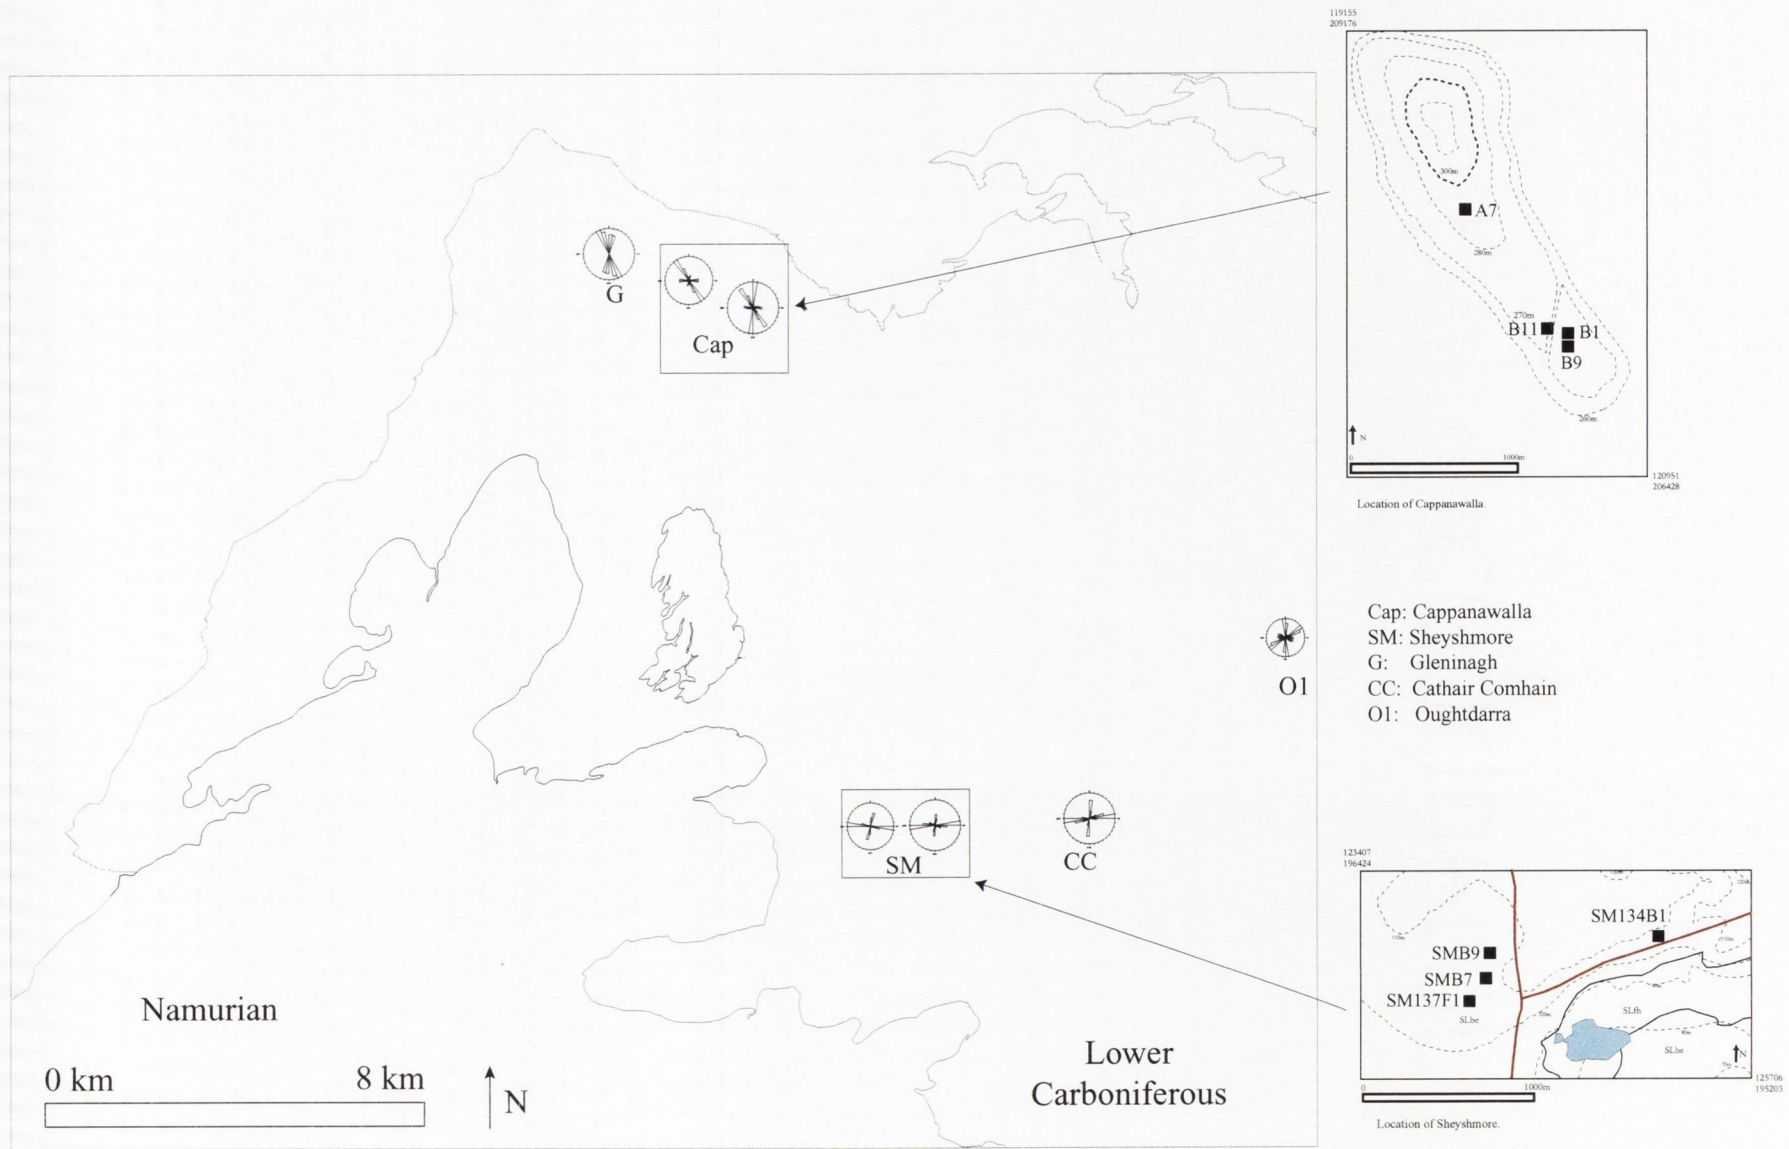 G
Cap
O1
SM
CC
Namurian
Lower
Carboniferous
0 km 8 km
N
119155
209176
300m
A7
280m
270m
B11
B1
B9
260m
N
0 1000m
120951
206428
Location of Cappanawalla.
Cap: Cappanawalla
SM: Sheyshmore
G: Gleninagh
CC: Cathair Comhain
O1: Oughtdarra
123407
196424
SM134B1
110m
SMB9
SMB7
SM137F1
SLbe
SLfh
SLbe
N
125706
195203
0 1000m
Location of Sheyshmore.